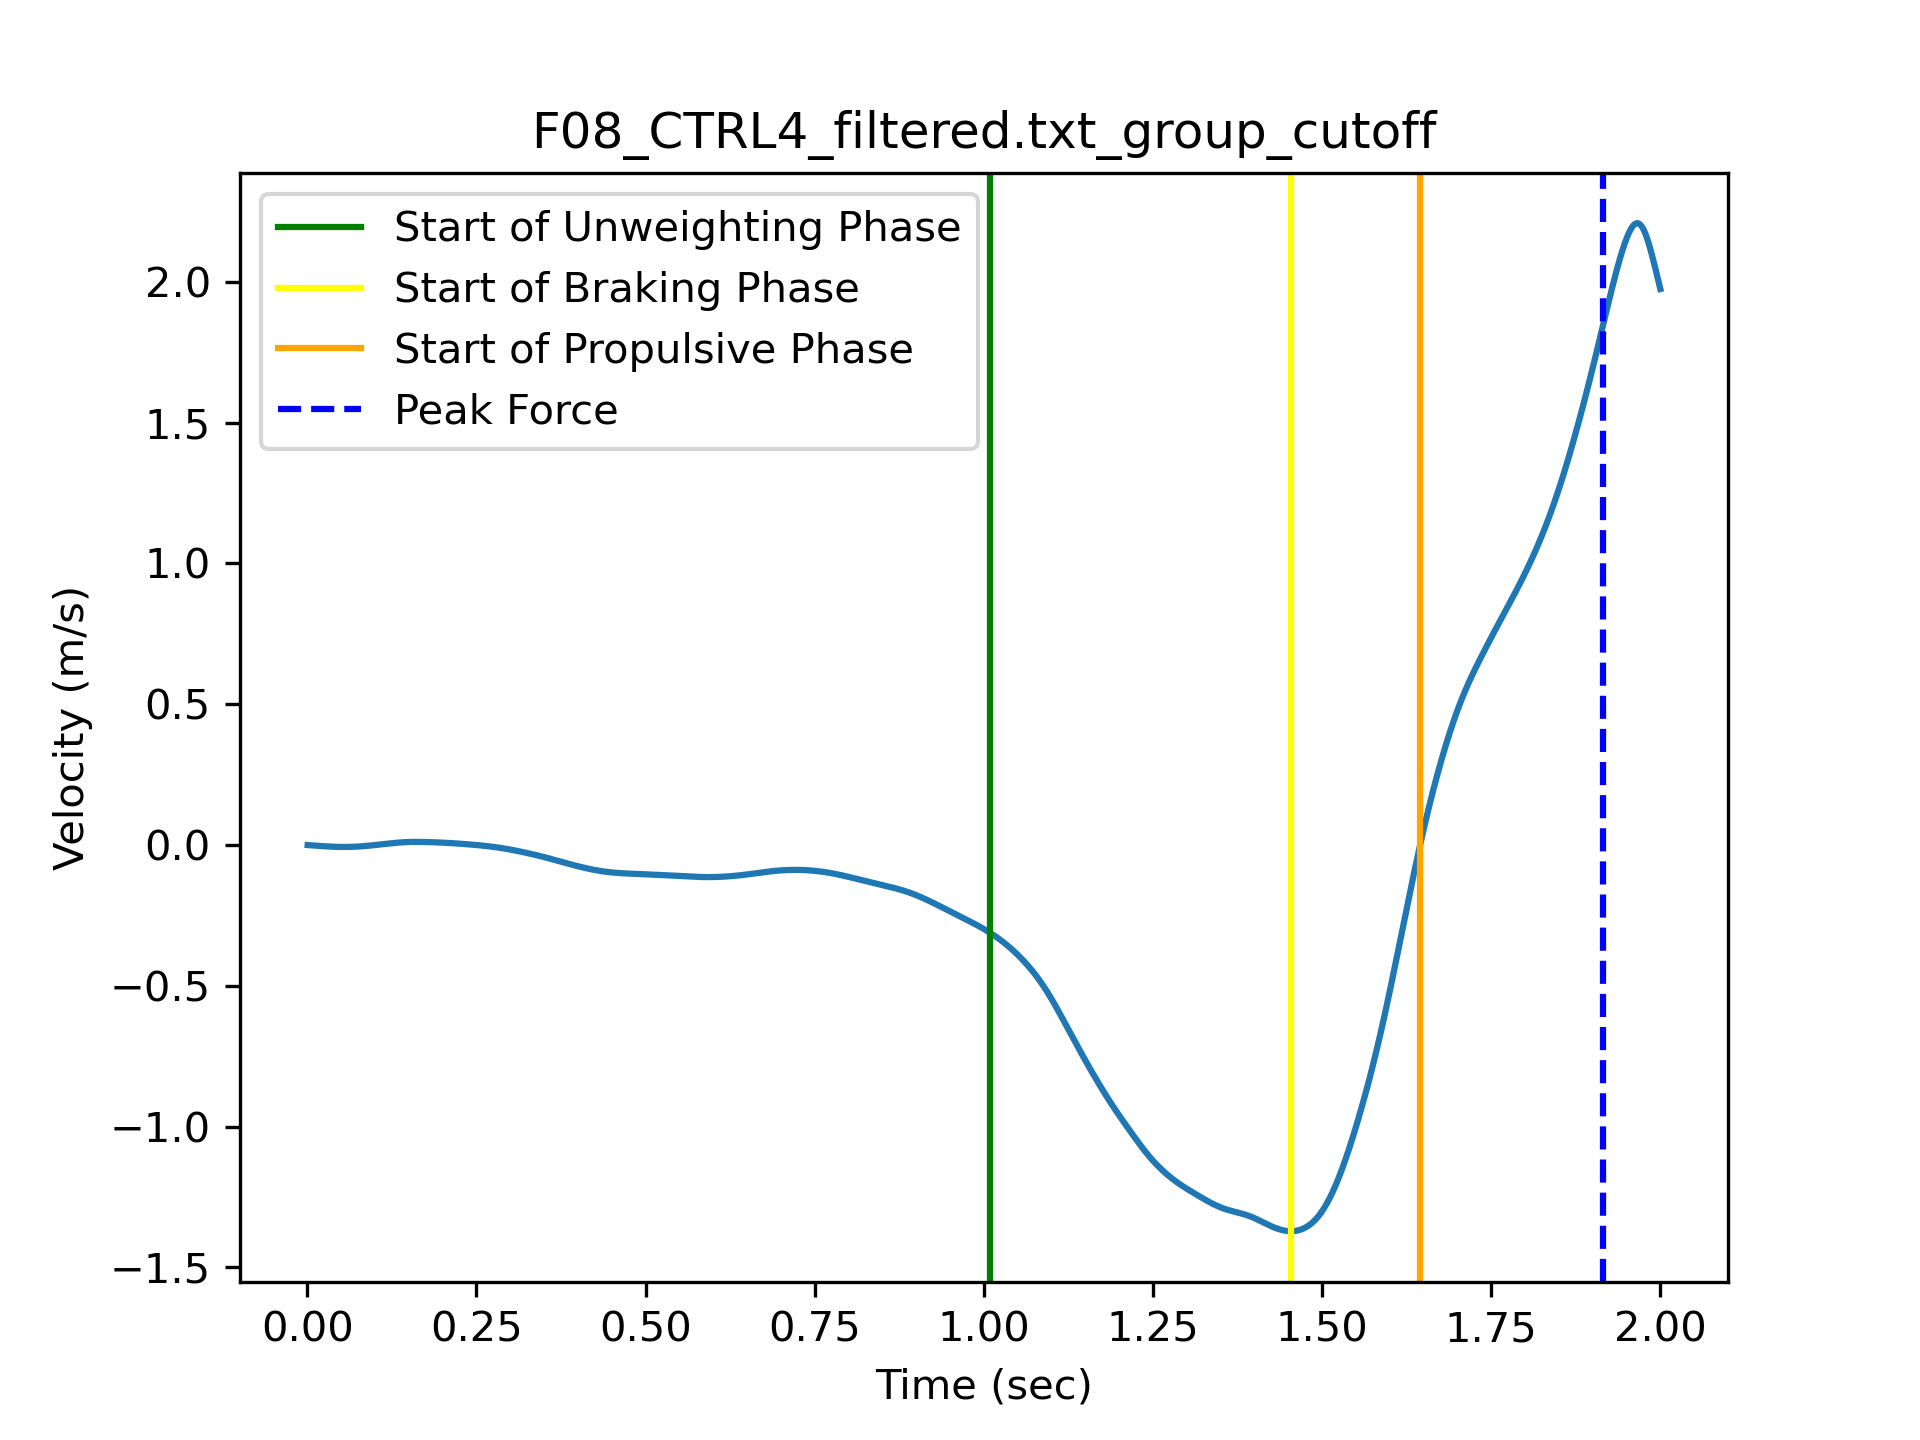 F08_CTRL4_filtered.txt_group_cutoff
Start of Unweighting Phase
Start of Braking Phase
Start of Propulsive Phase
Peak Force
2.0
1.5
1.0
0.5
0.0
−0.5
−1.0
−1.5
Velocity (m/s)
0.00 0.25 0.50 0.75 1.00 1.25 1.50 1.75 2.00
Time (sec)